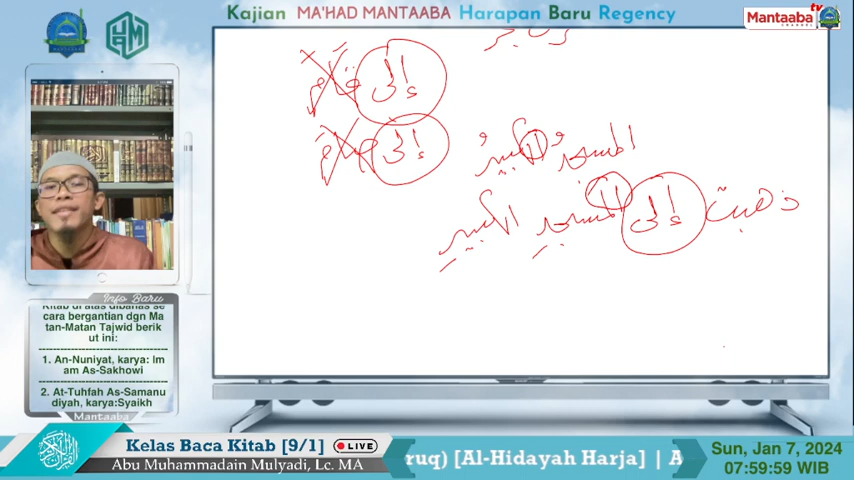 Kajian MA'HAD MANTAABA Harapan Baru Regency
Mantaaba tv
CHANNEL
إلى
إلى
المسجدُ الكبيرُ
ذهبت إلى المسجدِ الكبيرِ
Info Baru
Kitab di atas dibahas se
cara bergantian dgn Ma
tan-Matan Tajwid berik
ut ini:
1. An-Nuniyat, karya: Im
am As-Sakhowi
2. At-Tuhfah As-Samanu
diyah, karya:Syaikh
Mantaaba
Kelas Baca Kitab [9/1] LIVE
Abu Muhammadain Mulyadi, Lc. MA
ruq) [Al-Hidayah Harja] | A
Sun, Jan 7, 2024
07:59:59 WIB